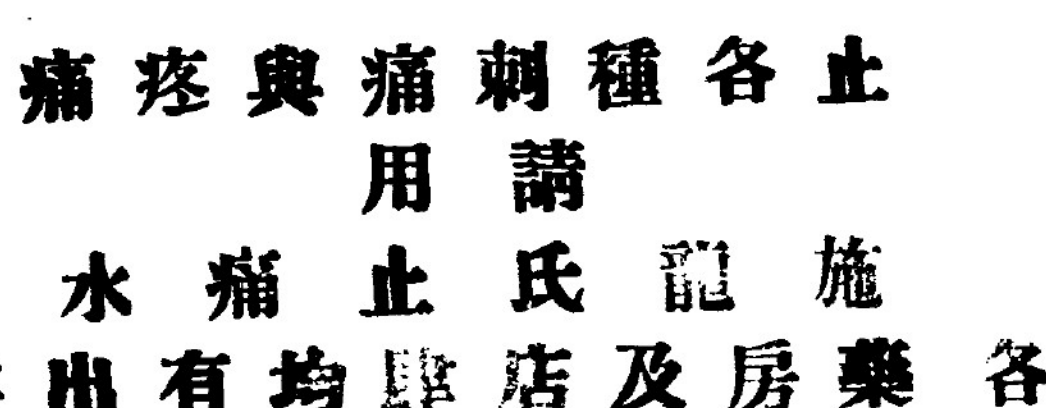 止各種刺痛與疼痛
請用
施龍氏止痛水
各藥房及店均有出